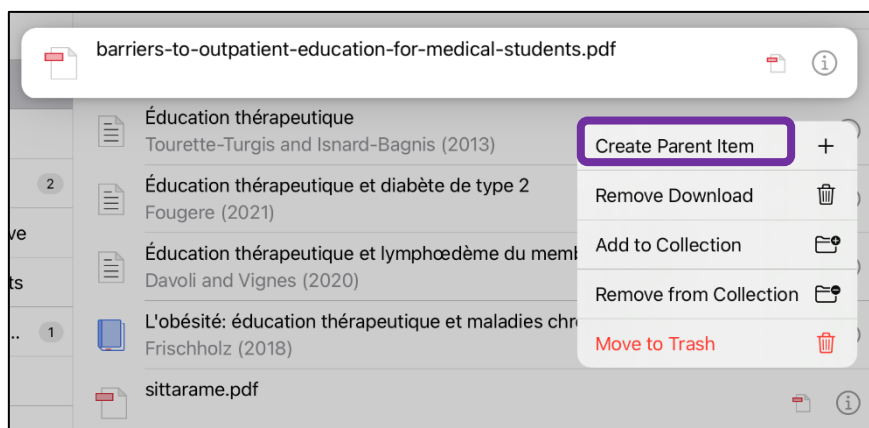 barriers-to-outpatient-education-for-medical-students.pdf
Éducation thérapeutique
Tourette-Turgis and Isnard-Bagnis (2013)
Create Parent Item
2
Éducation thérapeutique et diabète de type 2
Fougere (2021)
Remove Download
ve
Éducation thérapeutique et lymphœdème du memb
Add to Collection
ts
Davoli and Vignes (2020)
Remove from Collection
.. 1
L'obésité: éducation thérapeutique et maladies chr
Frischholz (2018)
Move to Trash
sittarame.pdf